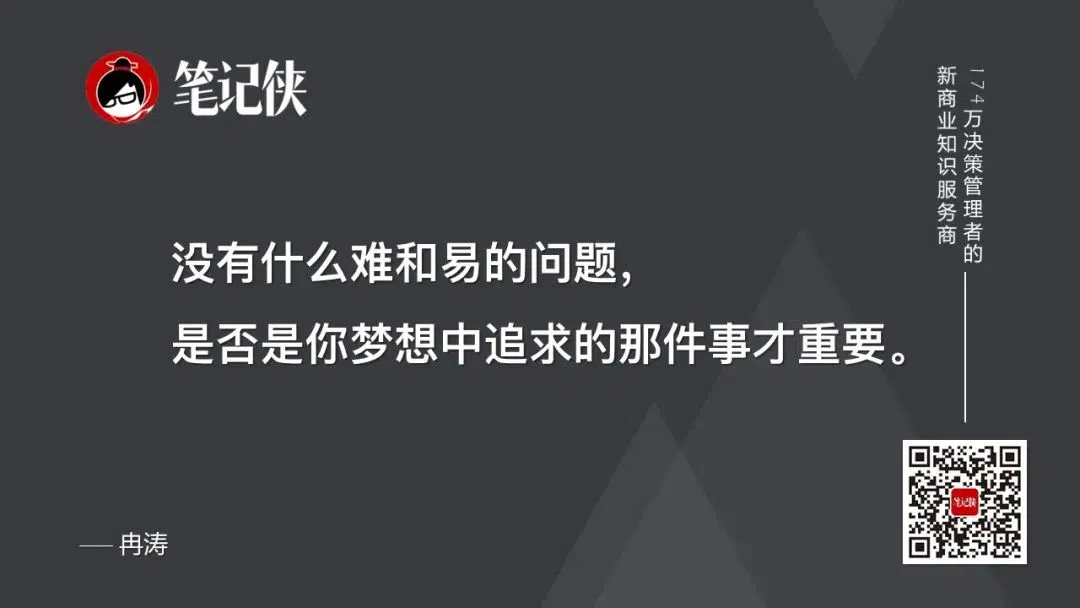 笔记侠
174万决策管理者的
新商业知识服务商
没有什么难和易的问题，
是否是你梦想中追求的那件事才重要。
—— 冉涛
笔记侠